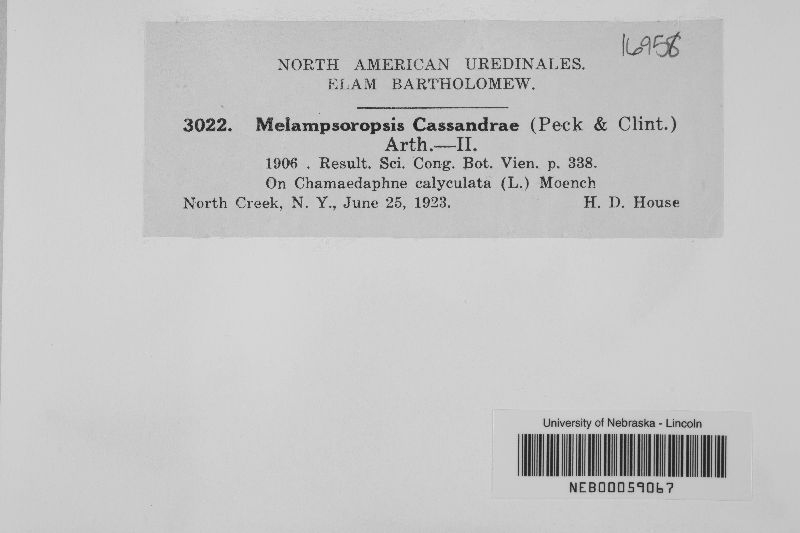 16958
NORTH AMERICAN UREDINALES.
ELAM BARTHOLOMEW.
3022. Melampsoropsis Cassandrae (Peck & Clint.)
Arth.—II.
1906 . Result. Sci. Cong. Bot. Vien. p. 338.
On Chamaedaphne calyculata (L.) Moench
North Creek, N. Y., June 25, 1923. H. D. House
University of Nebraska - Lincoln
NEB00059067